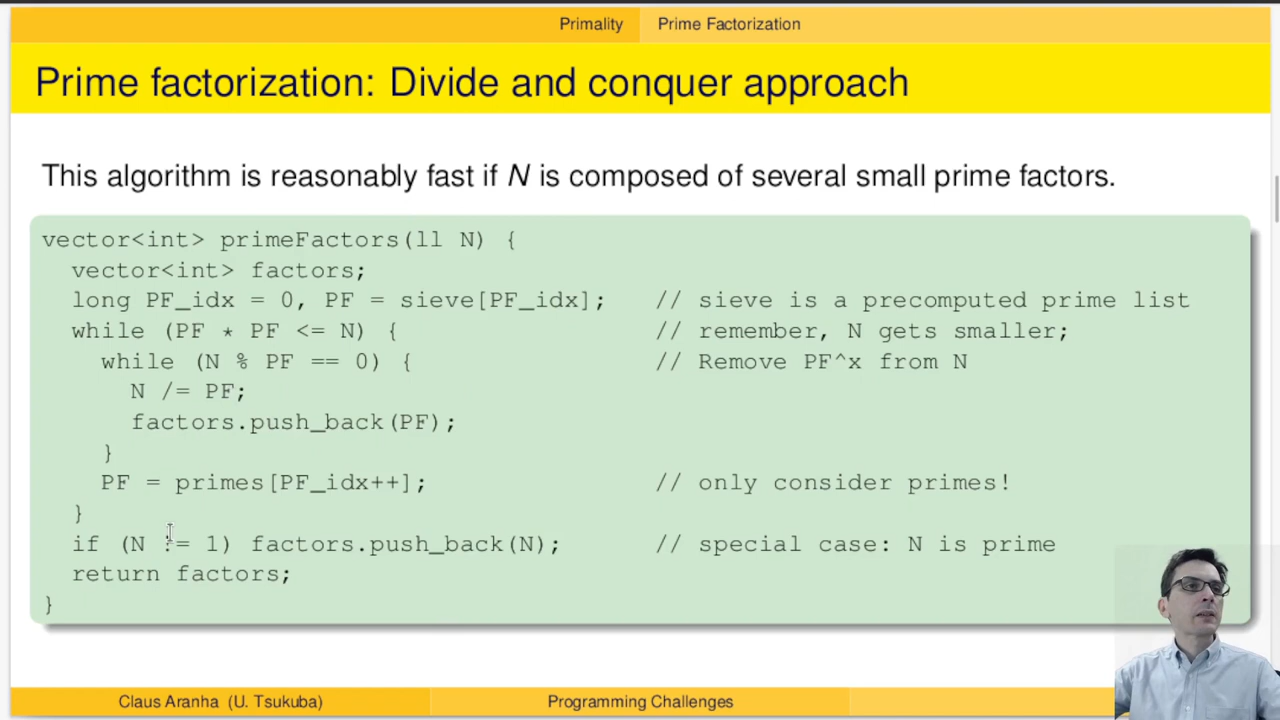 Primality Prime Factorization
Prime factorization: Divide and conquer approach
This algorithm is reasonably fast if N is composed of several small prime factors.
vector<int> primeFactors(ll N) {
vector<int> factors;
long PF_idx = 0, PF = sieve[PF_idx]; // sieve is a precomputed prime list
while (PF * PF <= N) { // remember, N gets smaller;
while (N % PF == 0) { // Remove PF^x from N
N /= PF;
factors.push_back(PF);
}
PF = primes[PF_idx++]; // only consider primes!
}
if (N != 1) factors.push_back(N); // special case: N is prime
return factors;
}
Claus Aranha (U. Tsukuba) Programming Challenges